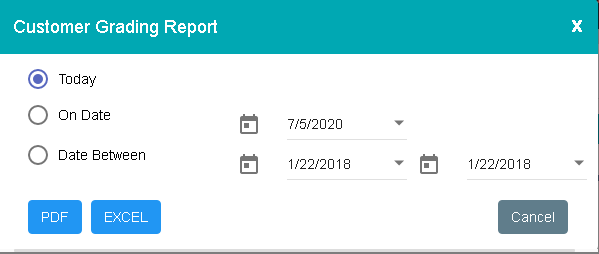 Customer Grading Report X
Today
On Date 7/5/2020
Date Between 1/22/2018 1/22/2018
PDF EXCEL Cancel